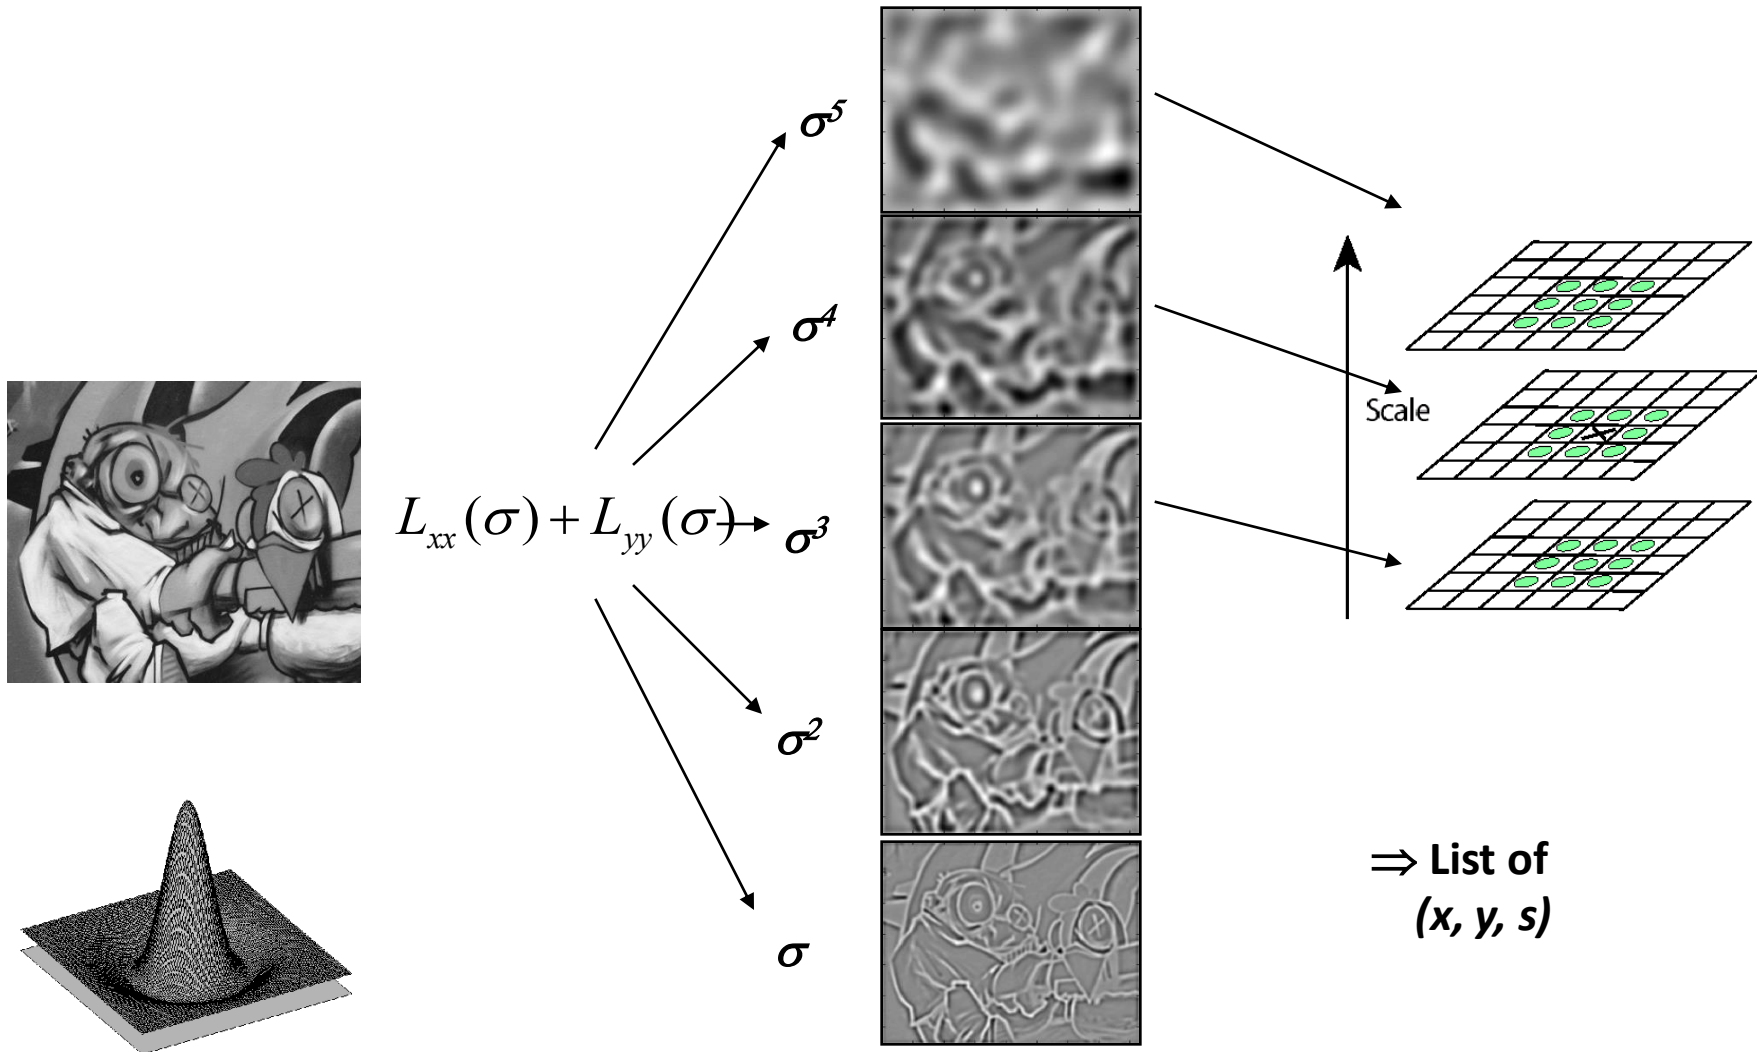 σ⁵
σ⁴
Scale
L_xx(σ) + L_yy(σ)
σ³
σ²
⇒ List of
(x, y, s)
σ